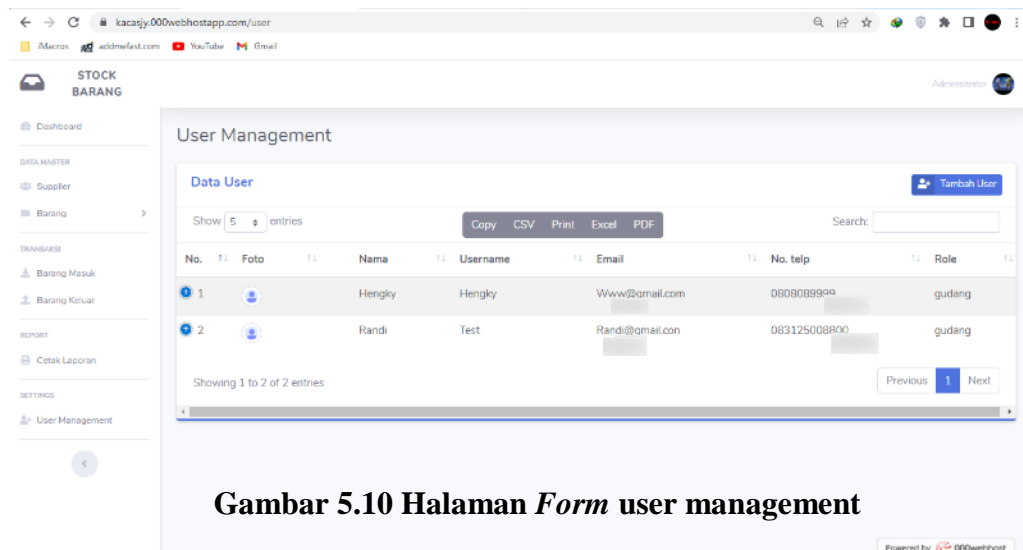 kacasjy.000webhostapp.com/user
iMacros addmefast.com YouTube Gmail
STOCK
BARANG
Administrator
Dashboard
User Management
DATA MASTER
Supplier
Data User
Tambah User
Barang
Show 5 entries
Copy CSV Print Excel PDF
Search:
TRANSAKSI
Barang Masuk
Barang Keluar
No. Foto Nama Username Email No. telp Role
1 Hengky Hengky Www@gmail.com 0808089999 gudang
2 Randi Test Randi@gmail.con 083125008800 gudang
REPORT
Cetak Laporan
Showing 1 to 2 of 2 entries
Previous 1 Next
SETTINGS
User Management
Gambar 5.10 Halaman Form user management
Powered by 000webhost